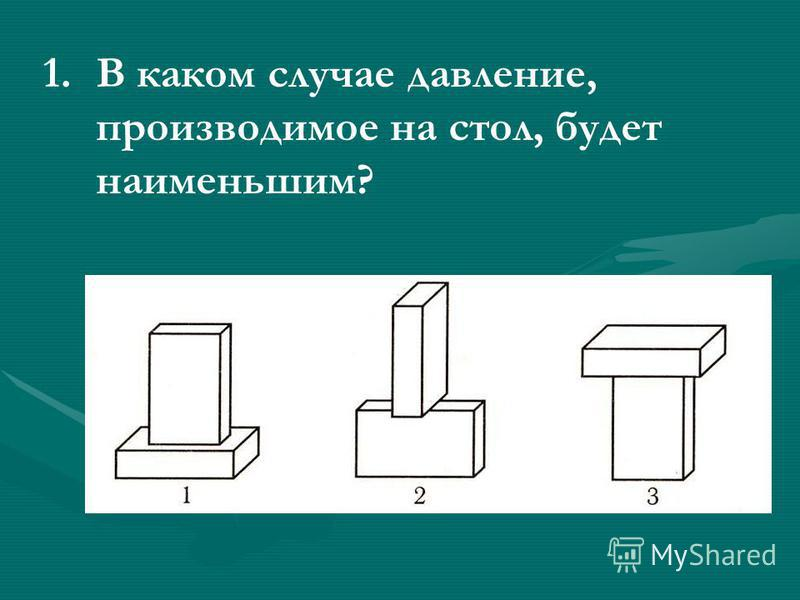 1. В каком случае давление,
производимое на стол, будет
наименьшим?
1 2 3
MyShared